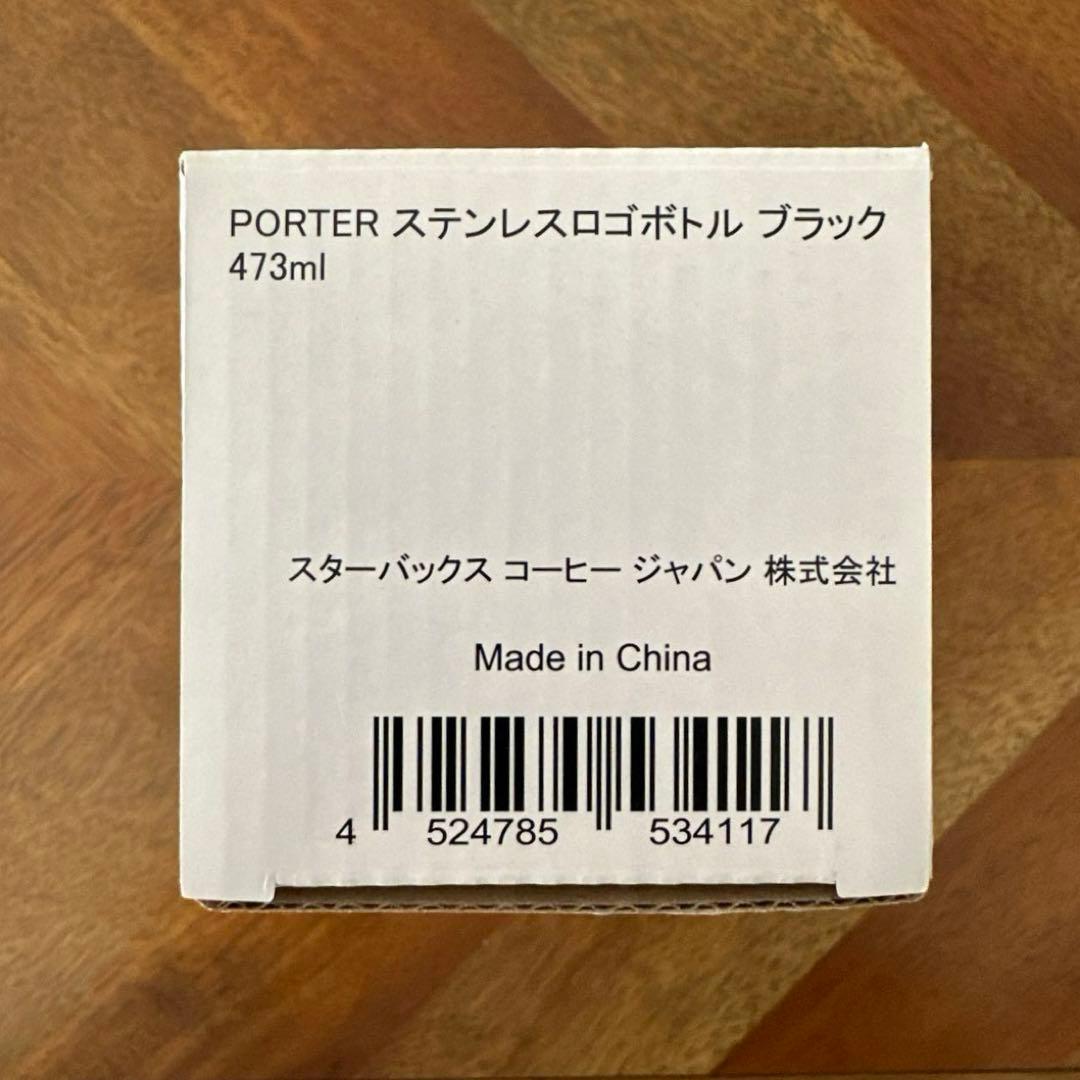 PORTER ステンレスロゴボトル ブラック
473ml
スターバックス コーヒー ジャパン 株式会社
Made in China
4 524785 534117